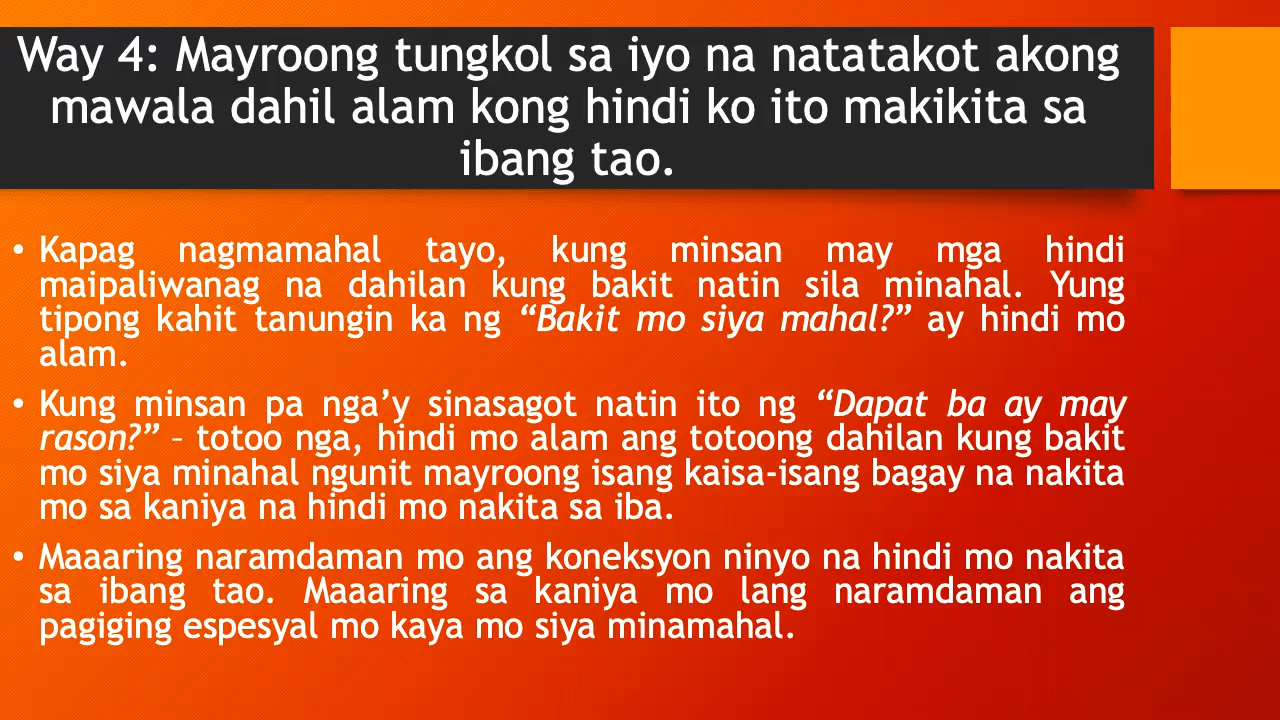 Way 4: Mayroong tungkol sa iyo na natatakot akong
mawala dahil alam kong hindi ko ito makikita sa
ibang tao.
• Kapag nagmamahal tayo, kung minsan may mga hindi
maipaliwanag na dahilan kung bakit natin sila minahal. Yung
tipong kahit tanungin ka ng “Bakit mo siya mahal?” ay hindi mo
alam.
• Kung minsan pa nga’y sinasagot natin ito ng “Dapat ba ay may
rason?” – totoo nga, hindi mo alam ang totoong dahilan kung bakit
mo siya minahal ngunit mayroong isang kaisa-isang bagay na nakita
mo sa kaniya na hindi mo nakita sa iba.
• Maaaring naramdaman mo ang koneksyon ninyo na hindi mo nakita
sa ibang tao. Maaaring sa kaniya mo lang naramdaman ang
pagiging espesyal mo kaya mo siya minamahal.